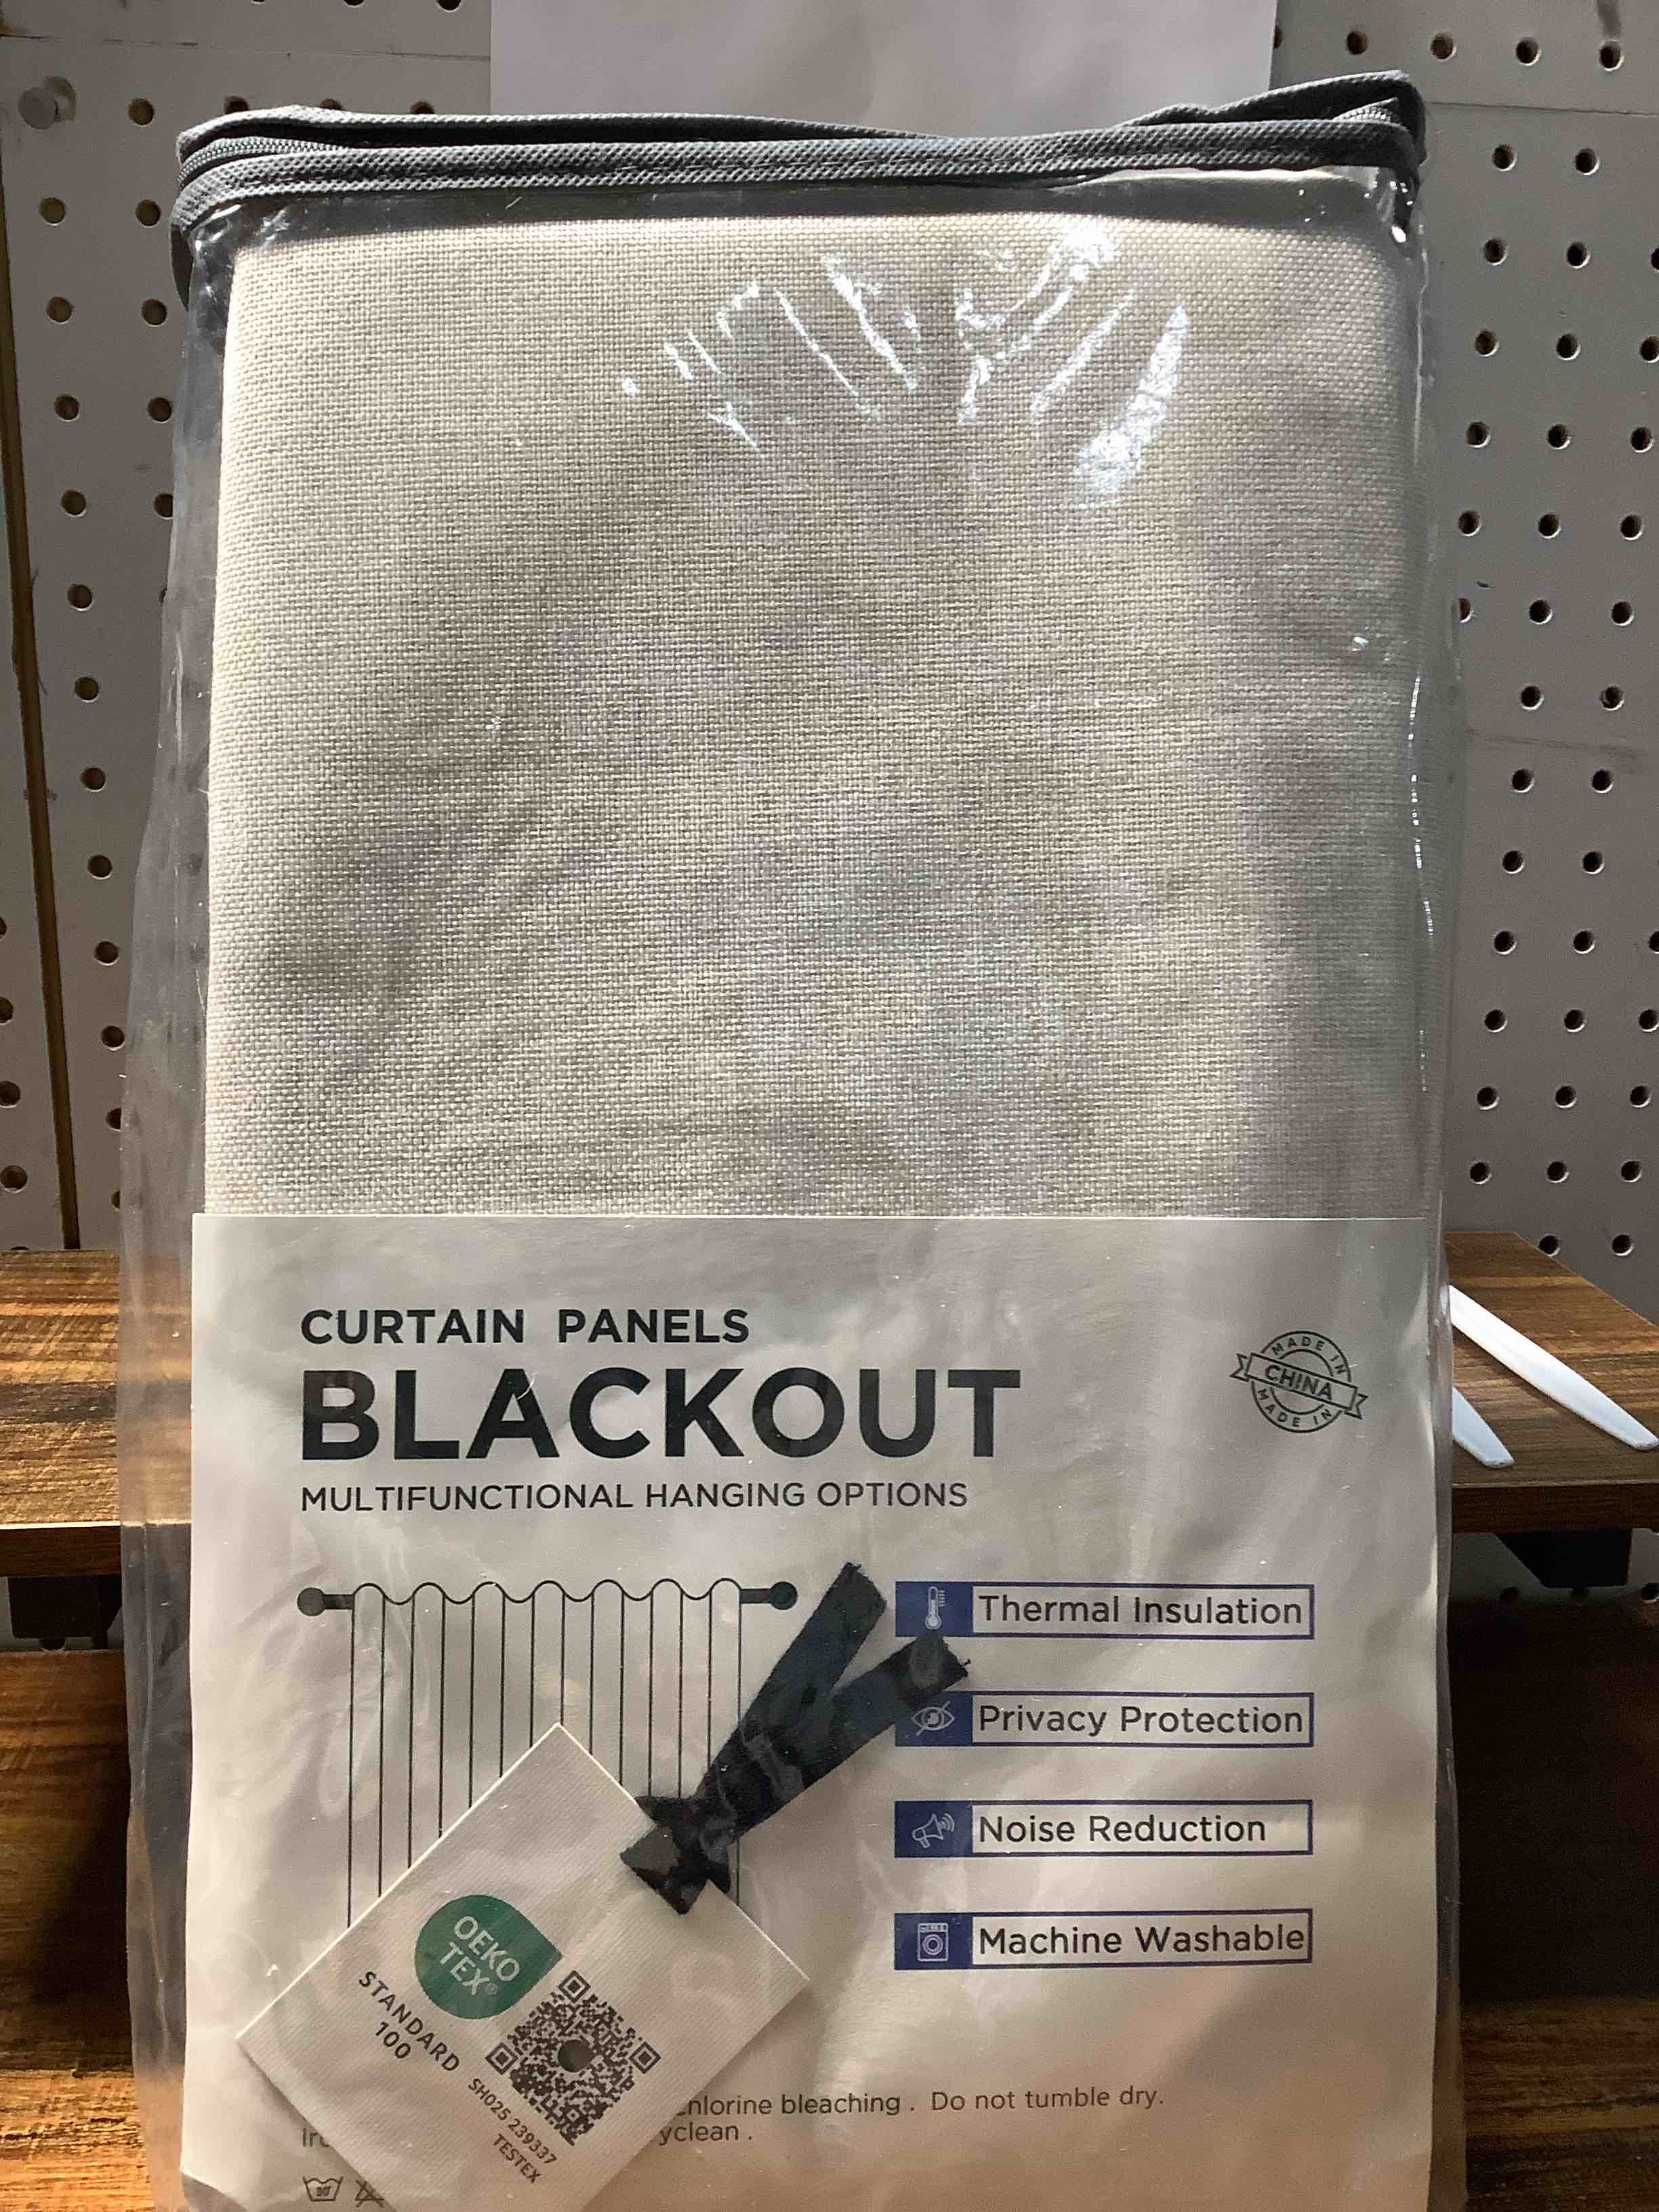 CURTAIN PANELS
BLACKOUT
MULTIFUNCTIONAL HANGING OPTIONS
MADE IN
CHINA
MADE IN
Thermal Insulation
Privacy Protection
Noise Reduction
Machine Washable
OEKO
TEX®
STANDARD
100
SH025 239337
TESTEX
bleaching . Do not tumble dry.